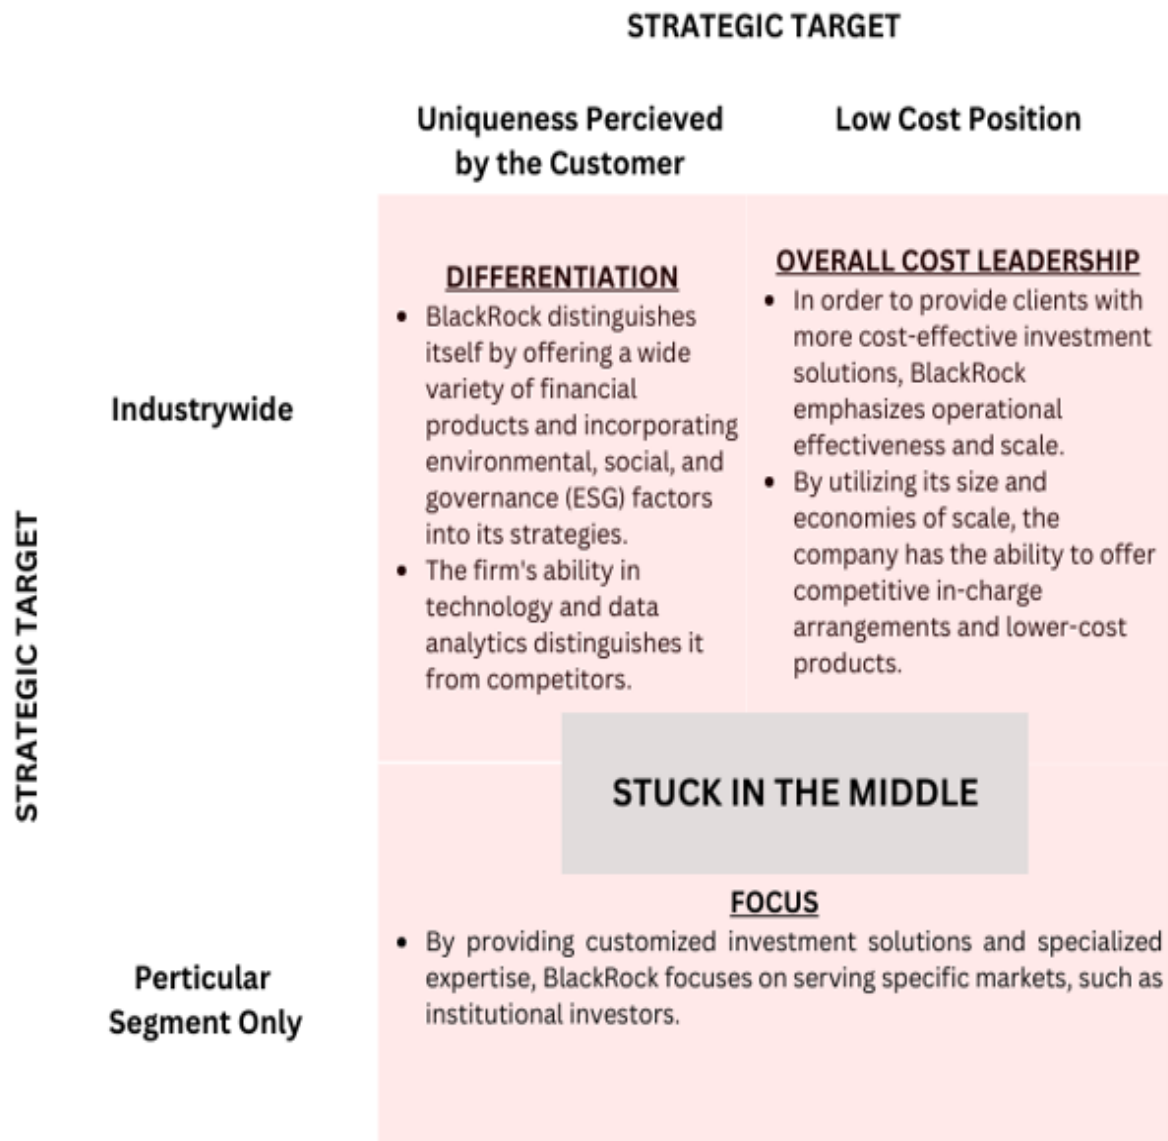 STRATEGIC TARGET
Uniqueness Percieved
by the Customer
Low Cost Position
STRATEGIC TARGET
Industrywide
DIFFERENTIATION
• BlackRock distinguishes
itself by offering a wide
variety of financial
products and incorporating
environmental, social, and
governance (ESG) factors
into its strategies.
• The firm's ability in
technology and data
analytics distinguishes it
from competitors.
OVERALL COST LEADERSHIP
• In order to provide clients with
more cost-effective investment
solutions, BlackRock
emphasizes operational
effectiveness and scale.
• By utilizing its size and
economies of scale, the
company has the ability to offer
competitive in-charge
arrangements and lower-cost
products.
STUCK IN THE MIDDLE
Perticular
Segment Only
FOCUS
• By providing customized investment solutions and specialized
expertise, BlackRock focuses on serving specific markets, such as
institutional investors.